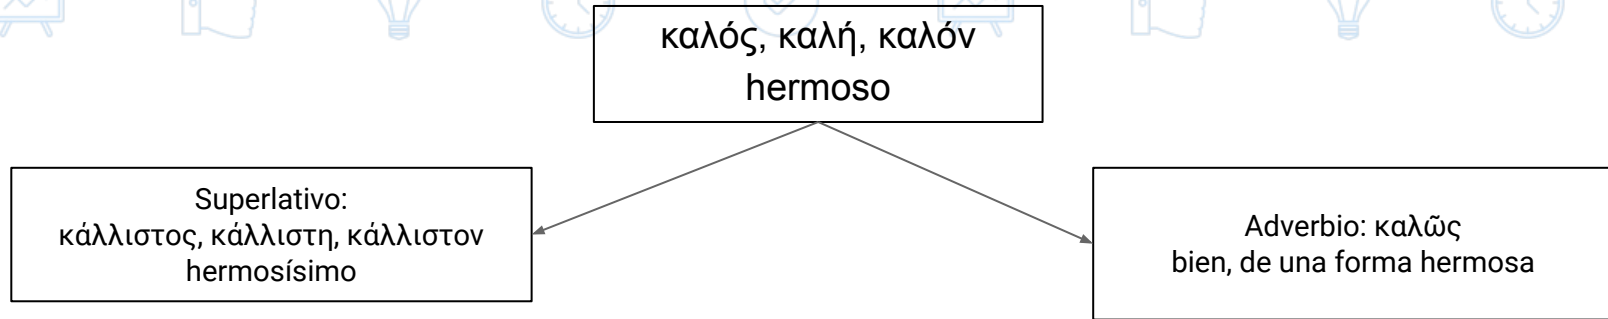 καλός, καλή, καλόν
hermoso
Superlativo:
κάλλιστος, κάλλιστη, κάλλιστον
hermosísimo
Adverbio: καλῶς
bien, de una forma hermosa